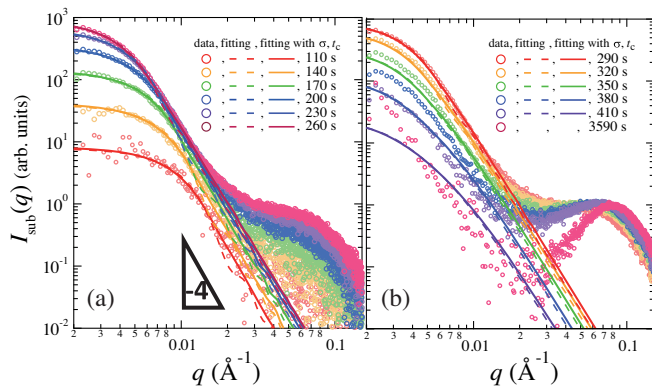 10³
10²
10¹
10⁰
10⁻¹
10⁻²
I_sub(q) (arb. units)
data, fitting, fitting with σ, t_c
, , , 110 s
, , , 140 s
, , , 170 s
, , , 200 s
, , , 230 s
, , , 260 s
(a)
-4
2 3 4 5 6 7 8 0.01 2 3 4 5 6 7 8 0.1
q (Å⁻¹)
data, fitting, fitting with σ, t_c
, , , 290 s
, , , 320 s
, , , 350 s
, , , 380 s
, , , 410 s
, , , 3590 s
(b)
2 3 4 5 6 7 8 0.01 2 3 4 5 6 7 8 0.1
q (Å⁻¹)